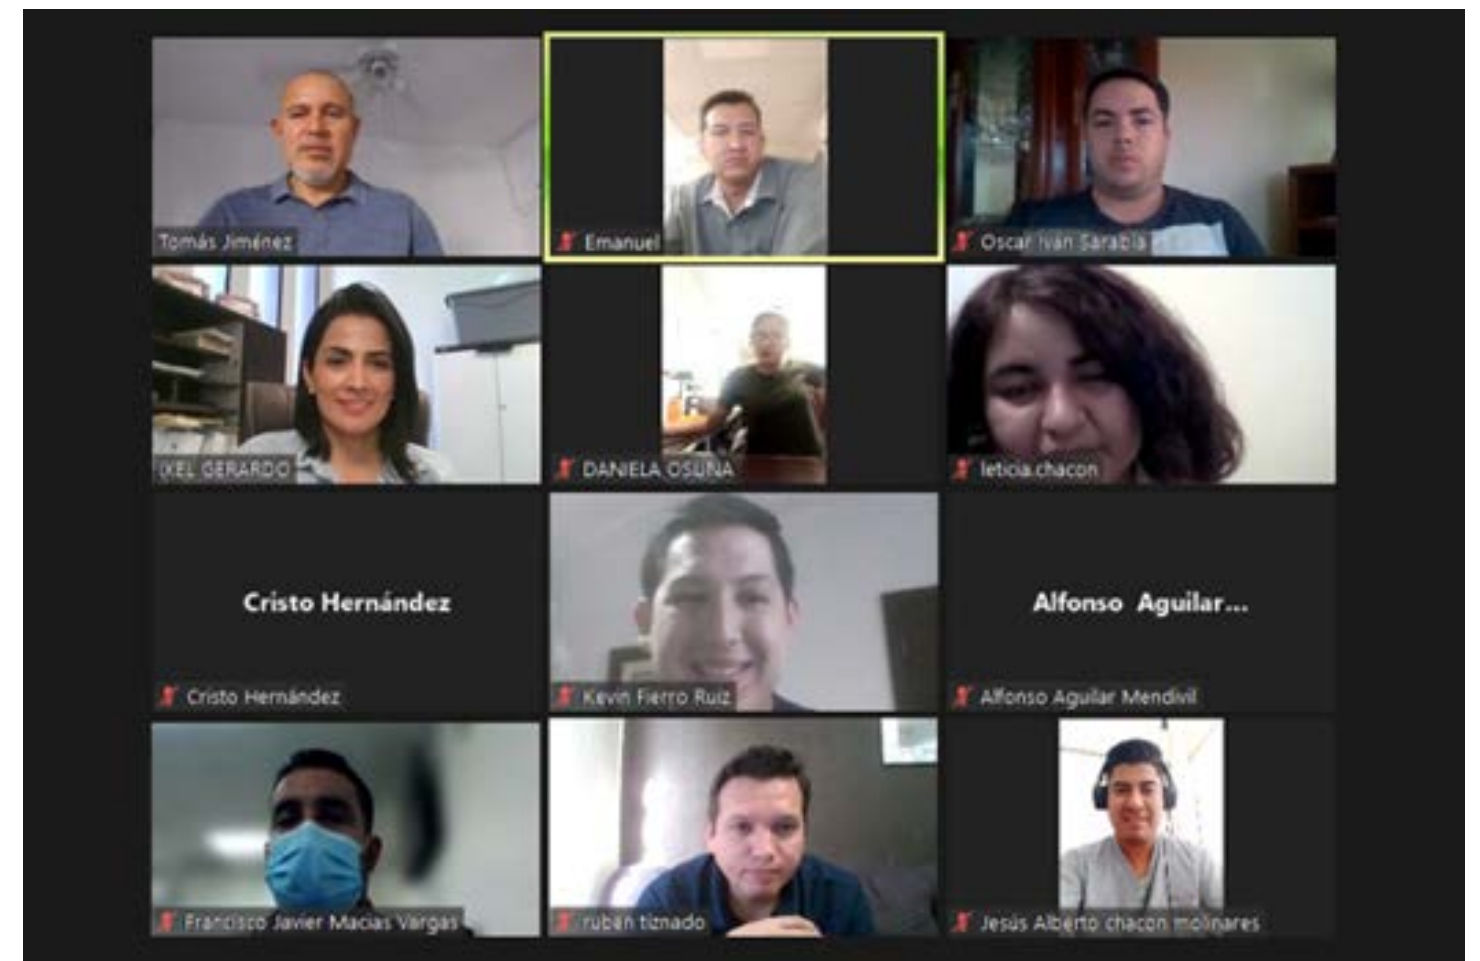 Tomás Jiménez
Emanuel
Oscar Iván Sarabia
IXEL GERARDO
DANIELA OSUNA
leticia.chacon
Cristo Hernández
Cristo Hernández
Kevin Fierro Ruiz
Alfonso Aguilar...
Alfonso Aguilar Mendivil
Francisco Javier Macias Vargas
ruben tiznado
Jesús Alberto chacon molinares